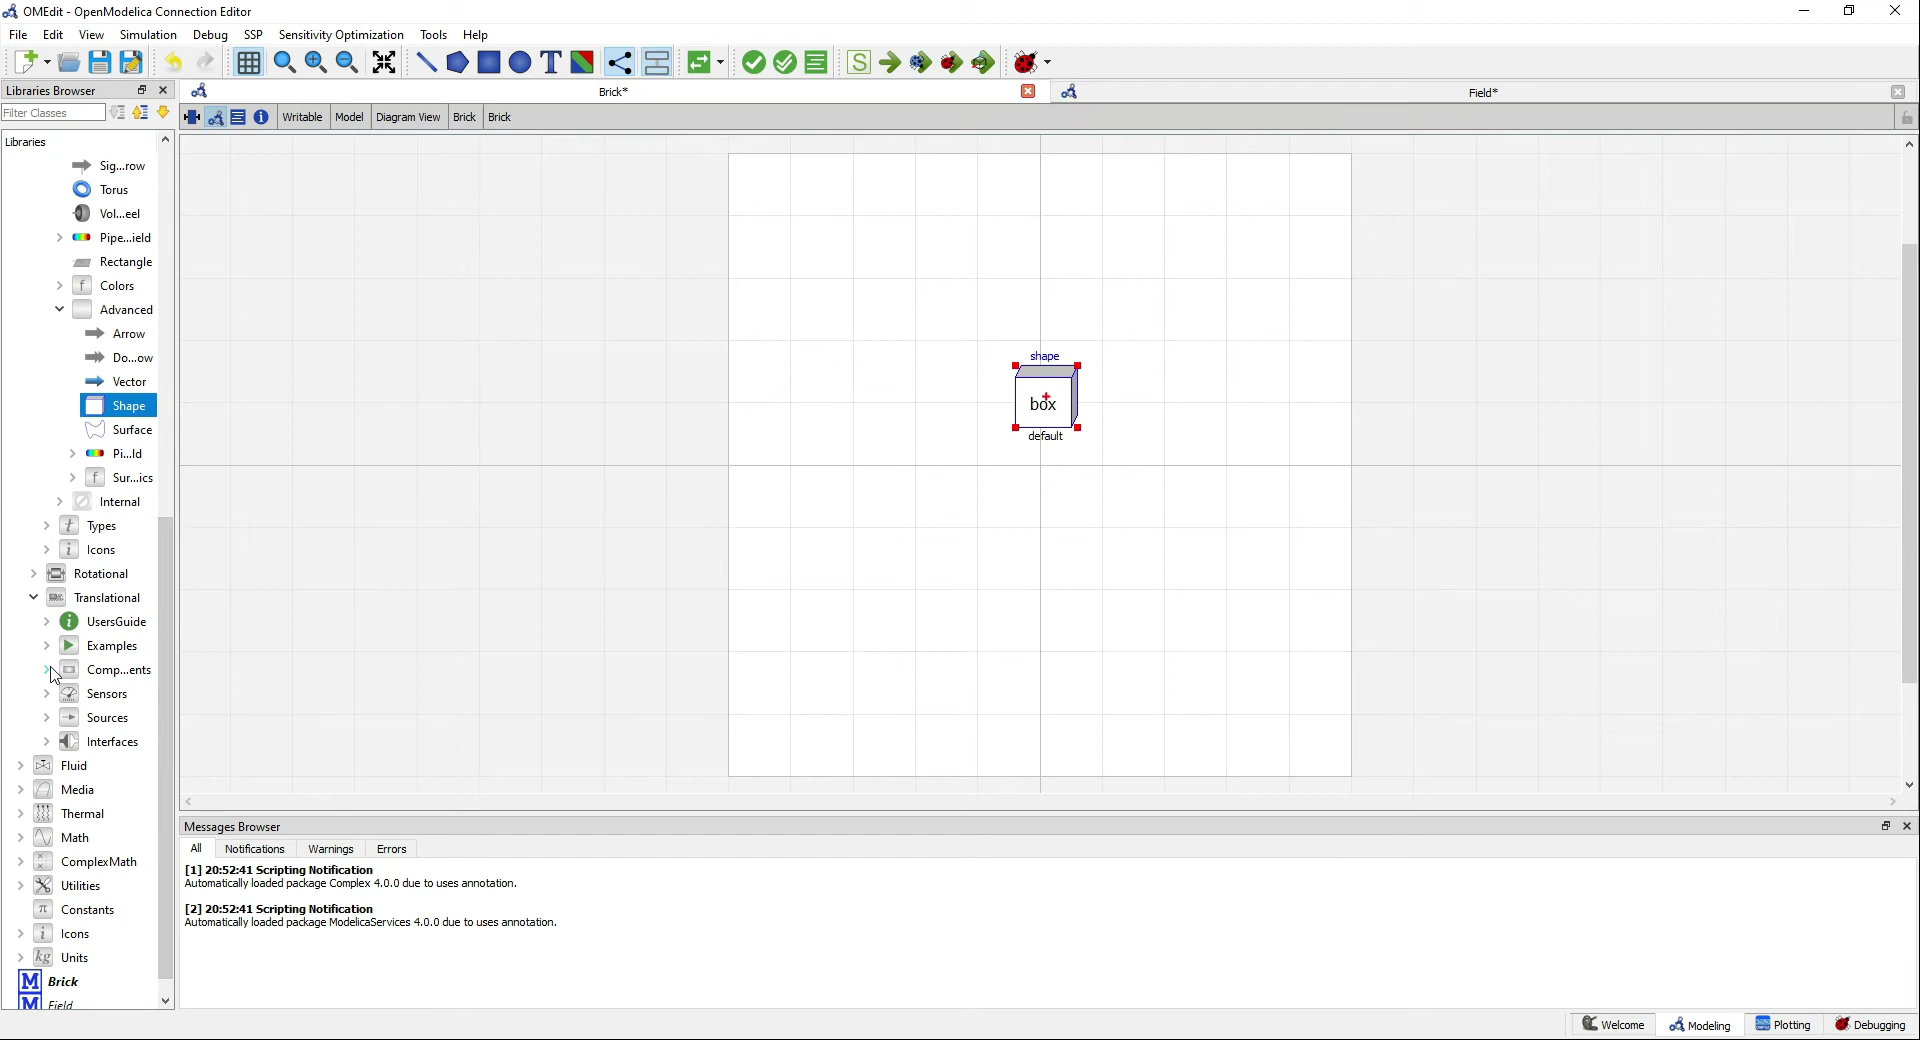 OMEdit - OpenModelica Connection Editor
File Edit View Simulation Debug SSP Sensitivity Optimization Tools Help
Libraries Browser
Brick*
Field*
Filter Classes
Writable Model Diagram View Brick Brick
Libraries
Sig...row
Torus
Vol...eel
Pipe...ield
Rectangle
Colors
Advanced
Arrow
Do...ow
Vector
Shape
Surface
Pi...ld
Sur...ics
Internal
Types
Icons
Rotational
Translational
UsersGuide
Examples
Comp...ents
Sensors
Sources
Interfaces
Fluid
Media
Thermal
Math
ComplexMath
Utilities
Constants
Icons
Units
Brick
Field
shape
box
default
Messages Browser
All Notifications Warnings Errors
[1] 20:52:41 Scripting Notification
Automatically loaded package Complex 4.0.0 due to uses annotation.
[2] 20:52:41 Scripting Notification
Automatically loaded package ModelicaServices 4.0.0 due to uses annotation.
Welcome Modeling Plotting Debugging